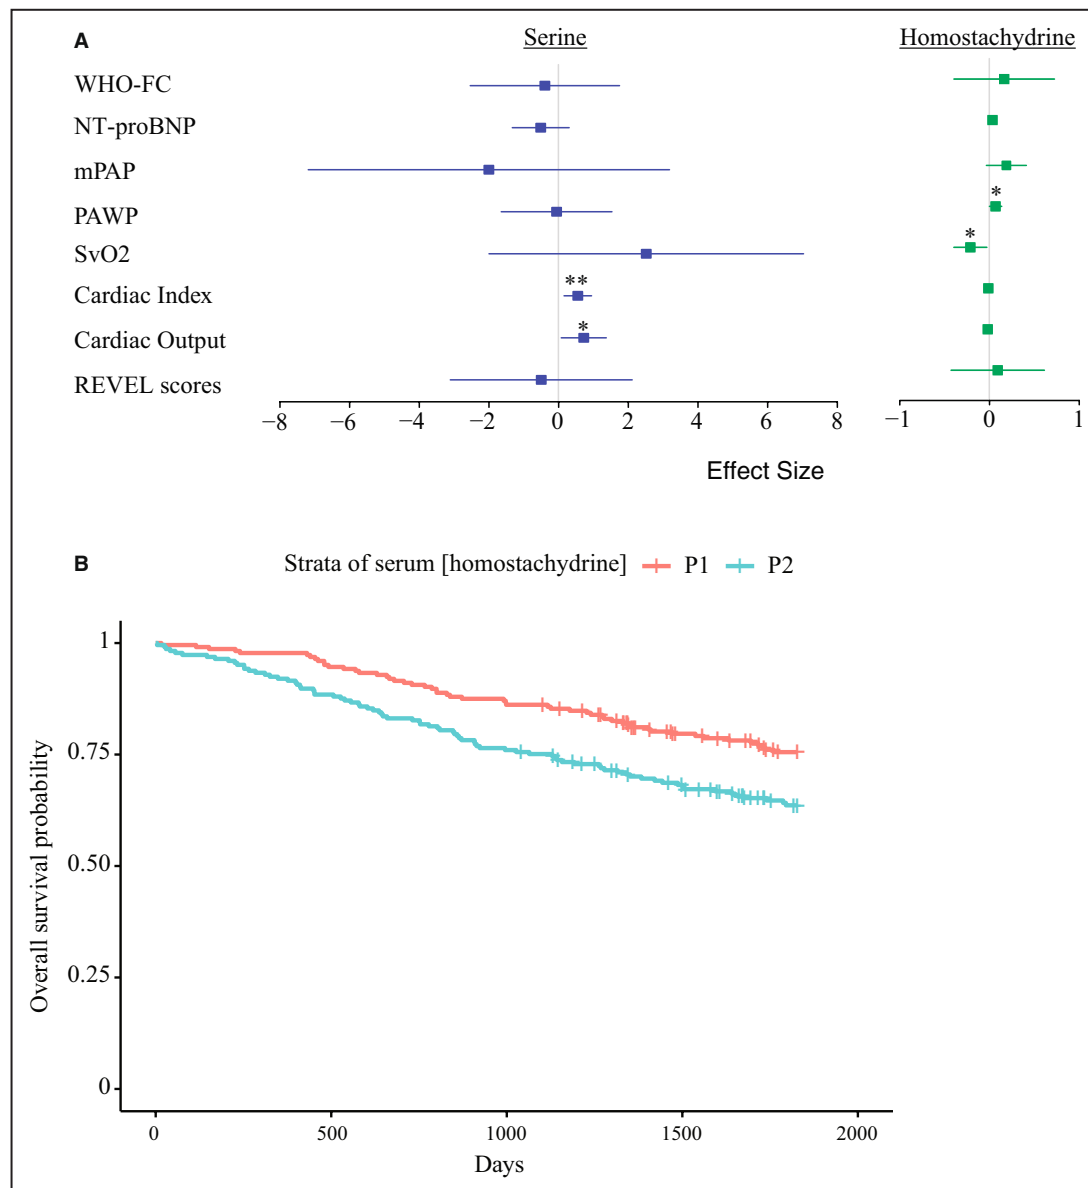 A
Serine
Homostachydrine
WHO-FC
NT-proBNP
mPAP
PAWP
*
SvO2
*
Cardiac Index
**
Cardiac Output
*
REVEL scores
−8 −6 −4 −2 0 2 4 6 8
−1 0 1
Effect Size
B
Strata of serum [homostachydrine] P1 P2
Overall survival probability
1
0.75
0.50
0.25
0
0 500 1000 1500 2000
Days